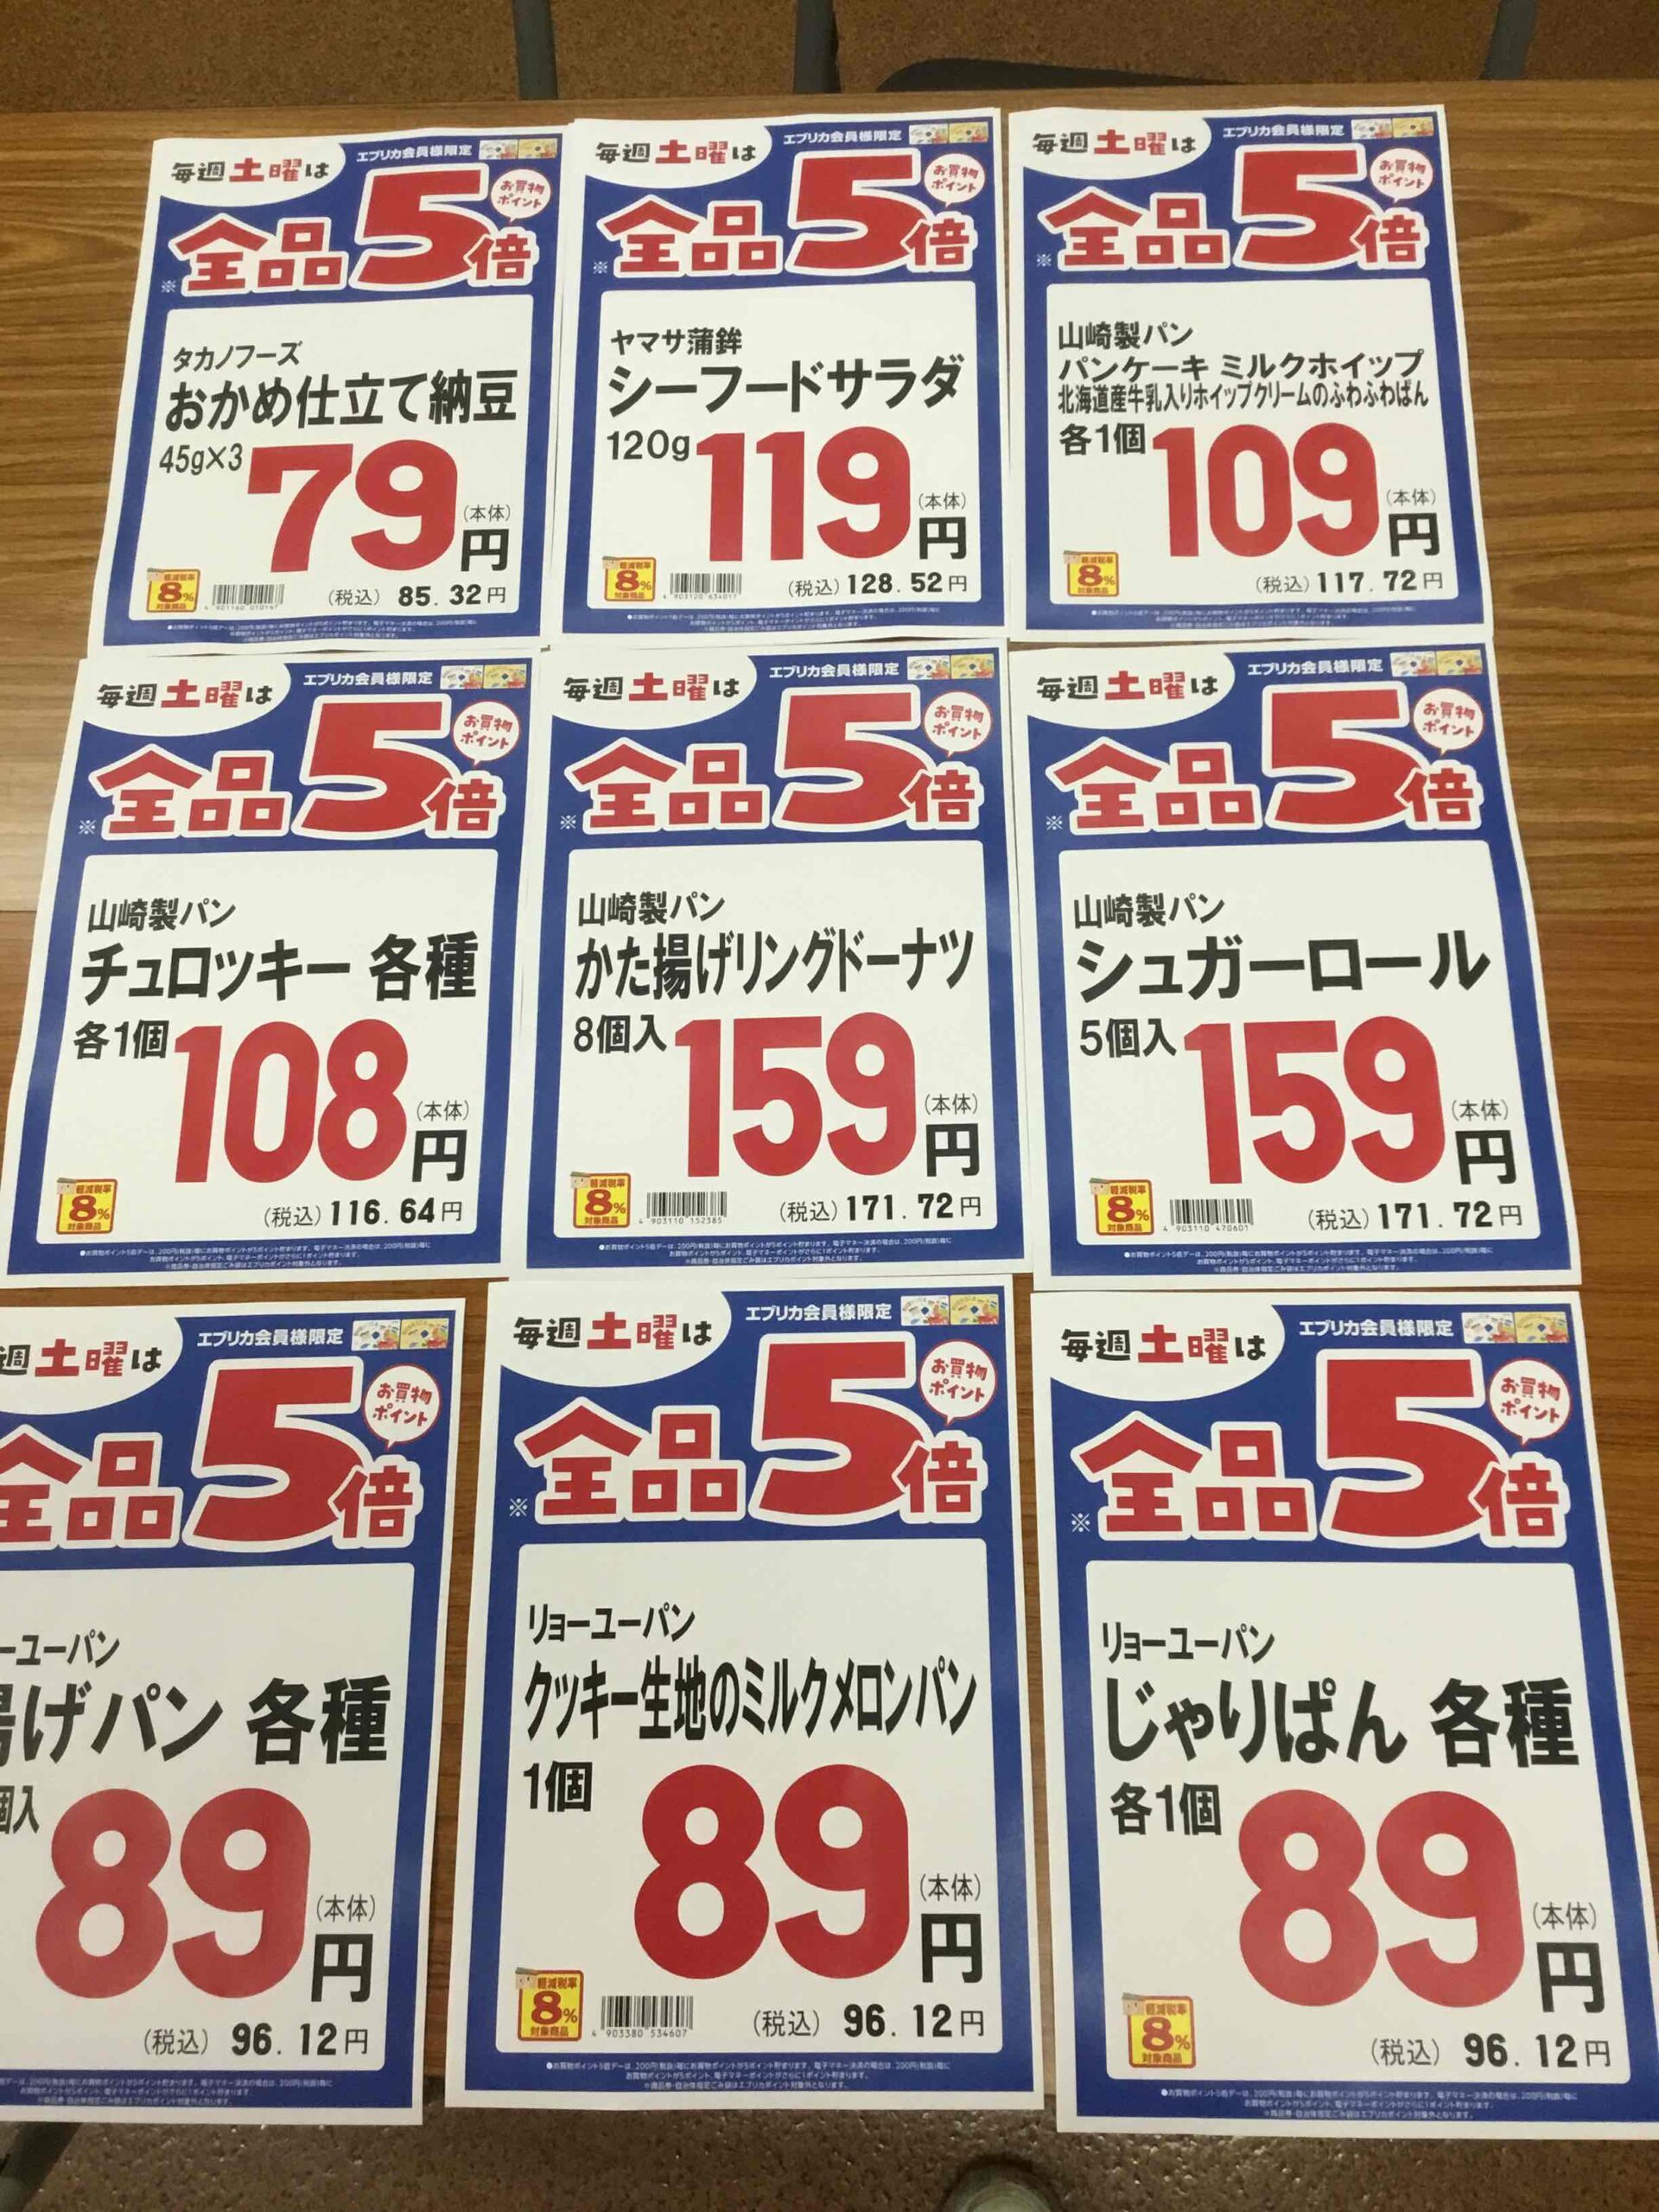 毎週土曜は
エブリカ会員様限定
お買物
ポイント
※全品5倍
タカノフーズ
おかめ仕立て納豆
45g×3
79
(本体)
円
軽減税率
8%
対象商品
(税込) 85.32円
毎週土曜は
エブリカ会員様限定
お買物
ポイント
※全品5倍
ヤマサ蒲鉾
シーフードサラダ
120g
119
(本体)
円
軽減税率
8%
対象商品
(税込) 128.52円
毎週土曜は
エブリカ会員様限定
お買物
ポイント
※全品5倍
山崎製パン
パンケーキ ミルクホイップ
北海道産牛乳入りホイップクリームのふわふわぱん
各1個
109
(本体)
円
軽減税率
8%
対象商品
(税込) 117.72円
毎週土曜は
エブリカ会員様限定
お買物
ポイント
※全品5倍
山崎製パン
チュロッキー 各種
各1個
108
(本体)
円
軽減税率
8%
対象商品
(税込) 116.64円
毎週土曜は
エブリカ会員様限定
お買物
ポイント
※全品5倍
山崎製パン
かた揚げリングドーナツ
8個入
159
(本体)
円
軽減税率
8%
対象商品
4 903110 152385
(税込) 171.72円
毎週土曜は
エブリカ会員様限定
お買物
ポイント
※全品5倍
山崎製パン
シュガーロール
5個入
159
(本体)
円
軽減税率
8%
対象商品
4 903110 470601
(税込) 171.72円
週土曜は
エブリカ会員様限定
お買物
ポイント
全品5倍
ーユーパン
揚げパン 各種
個入
89
(本体)
円
(税込) 96.12円
毎週土曜は
エブリカ会員様限定
お買物
ポイント
※全品5倍
リョーユーパン
クッキー生地のミルクメロンパン
1個
89
(本体)
円
軽減税率
8%
対象商品
4 903380 534607
(税込) 96.12円
毎週土曜は
エブリカ会員様限定
お買物
ポイント
※全品5倍
リョーユーパン
じゃりぱん 各種
各1個
89
(本体)
円
軽減税率
8%
対象商品
(税込) 96.12円